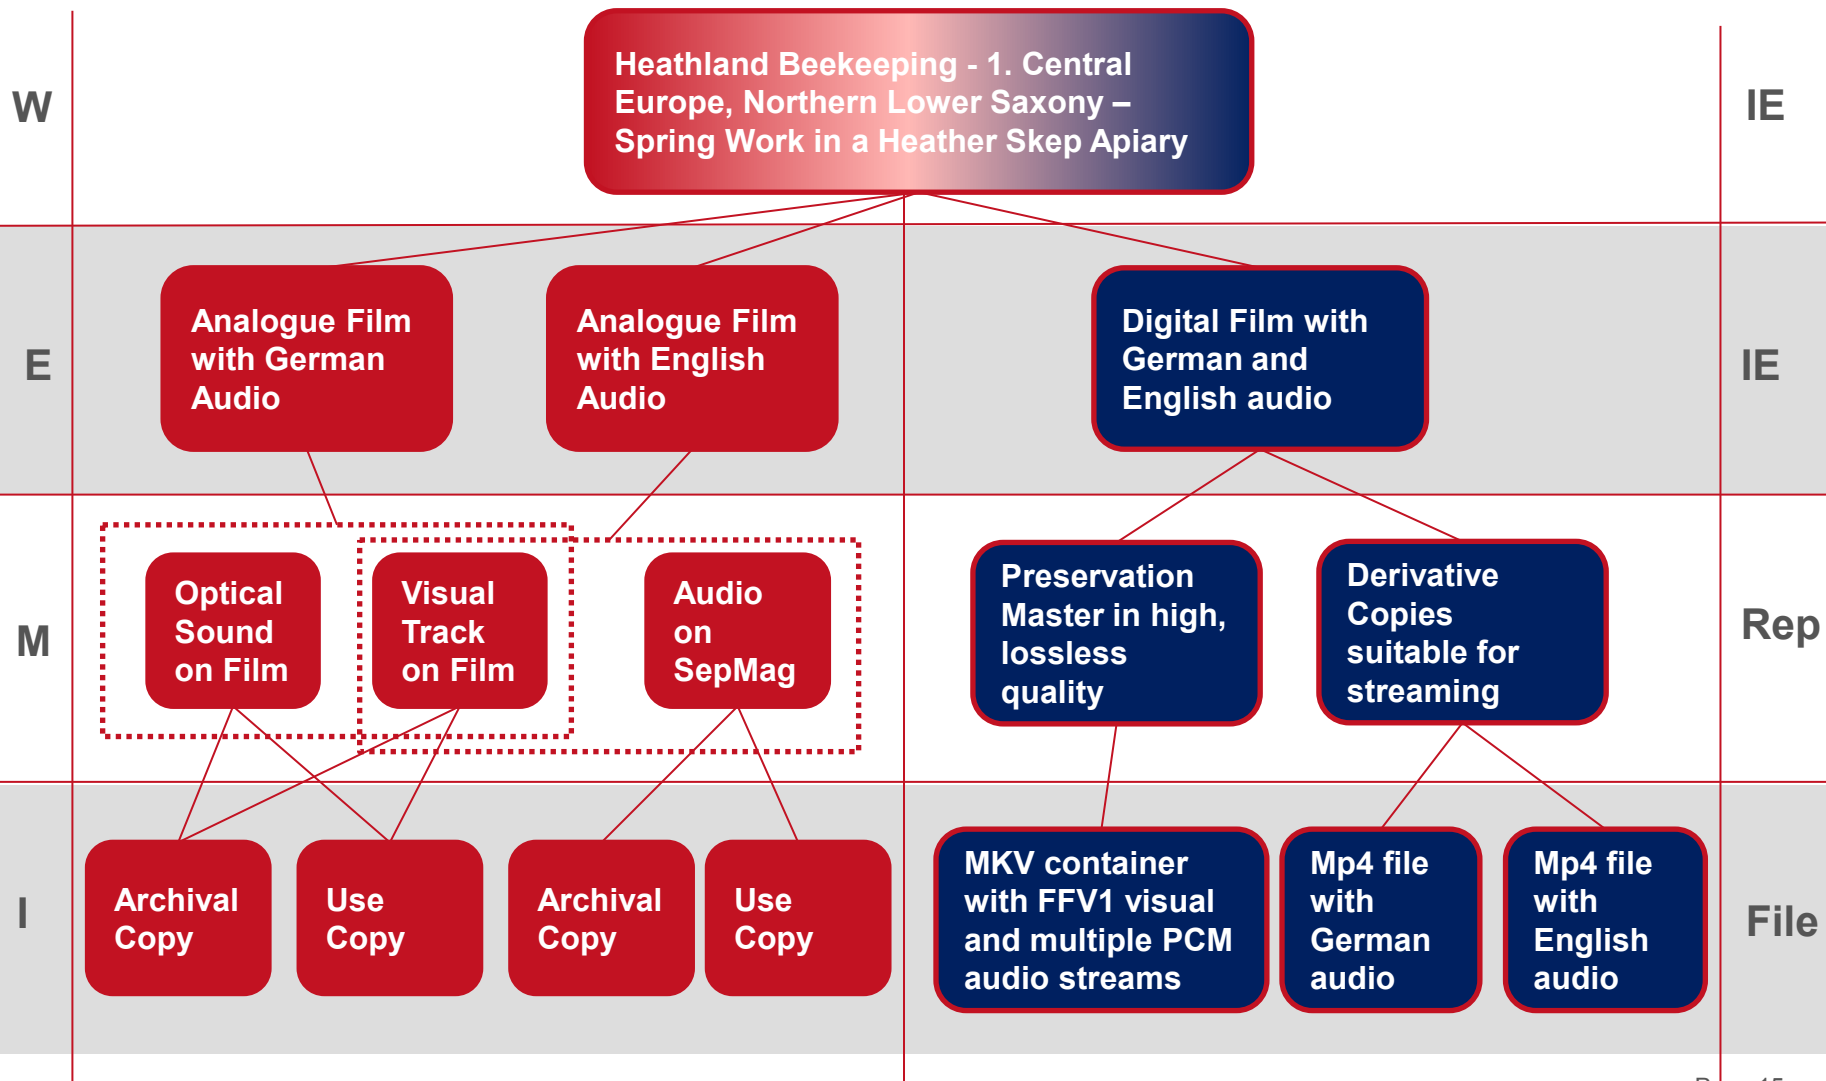 Heathland Beekeeping - 1. Central
Europe, Northern Lower Saxony –
Spring Work in a Heather Skep Apiary
W
IE
Analogue Film
with German
Audio
Analogue Film
with English
Audio
Digital Film with
German and
English audio
E
IE
Optical
Sound
on Film
Visual
Track
on Film
Audio
on
SepMag
Preservation
Master in high,
lossless
quality
Derivative
Copies
suitable for
streaming
M
Rep
Archival
Copy
Use
Copy
Archival
Copy
Use
Copy
MKV container
with FFV1 visual
and multiple PCM
audio streams
Mp4 file
with
German
audio
Mp4 file
with
English
audio
I
File